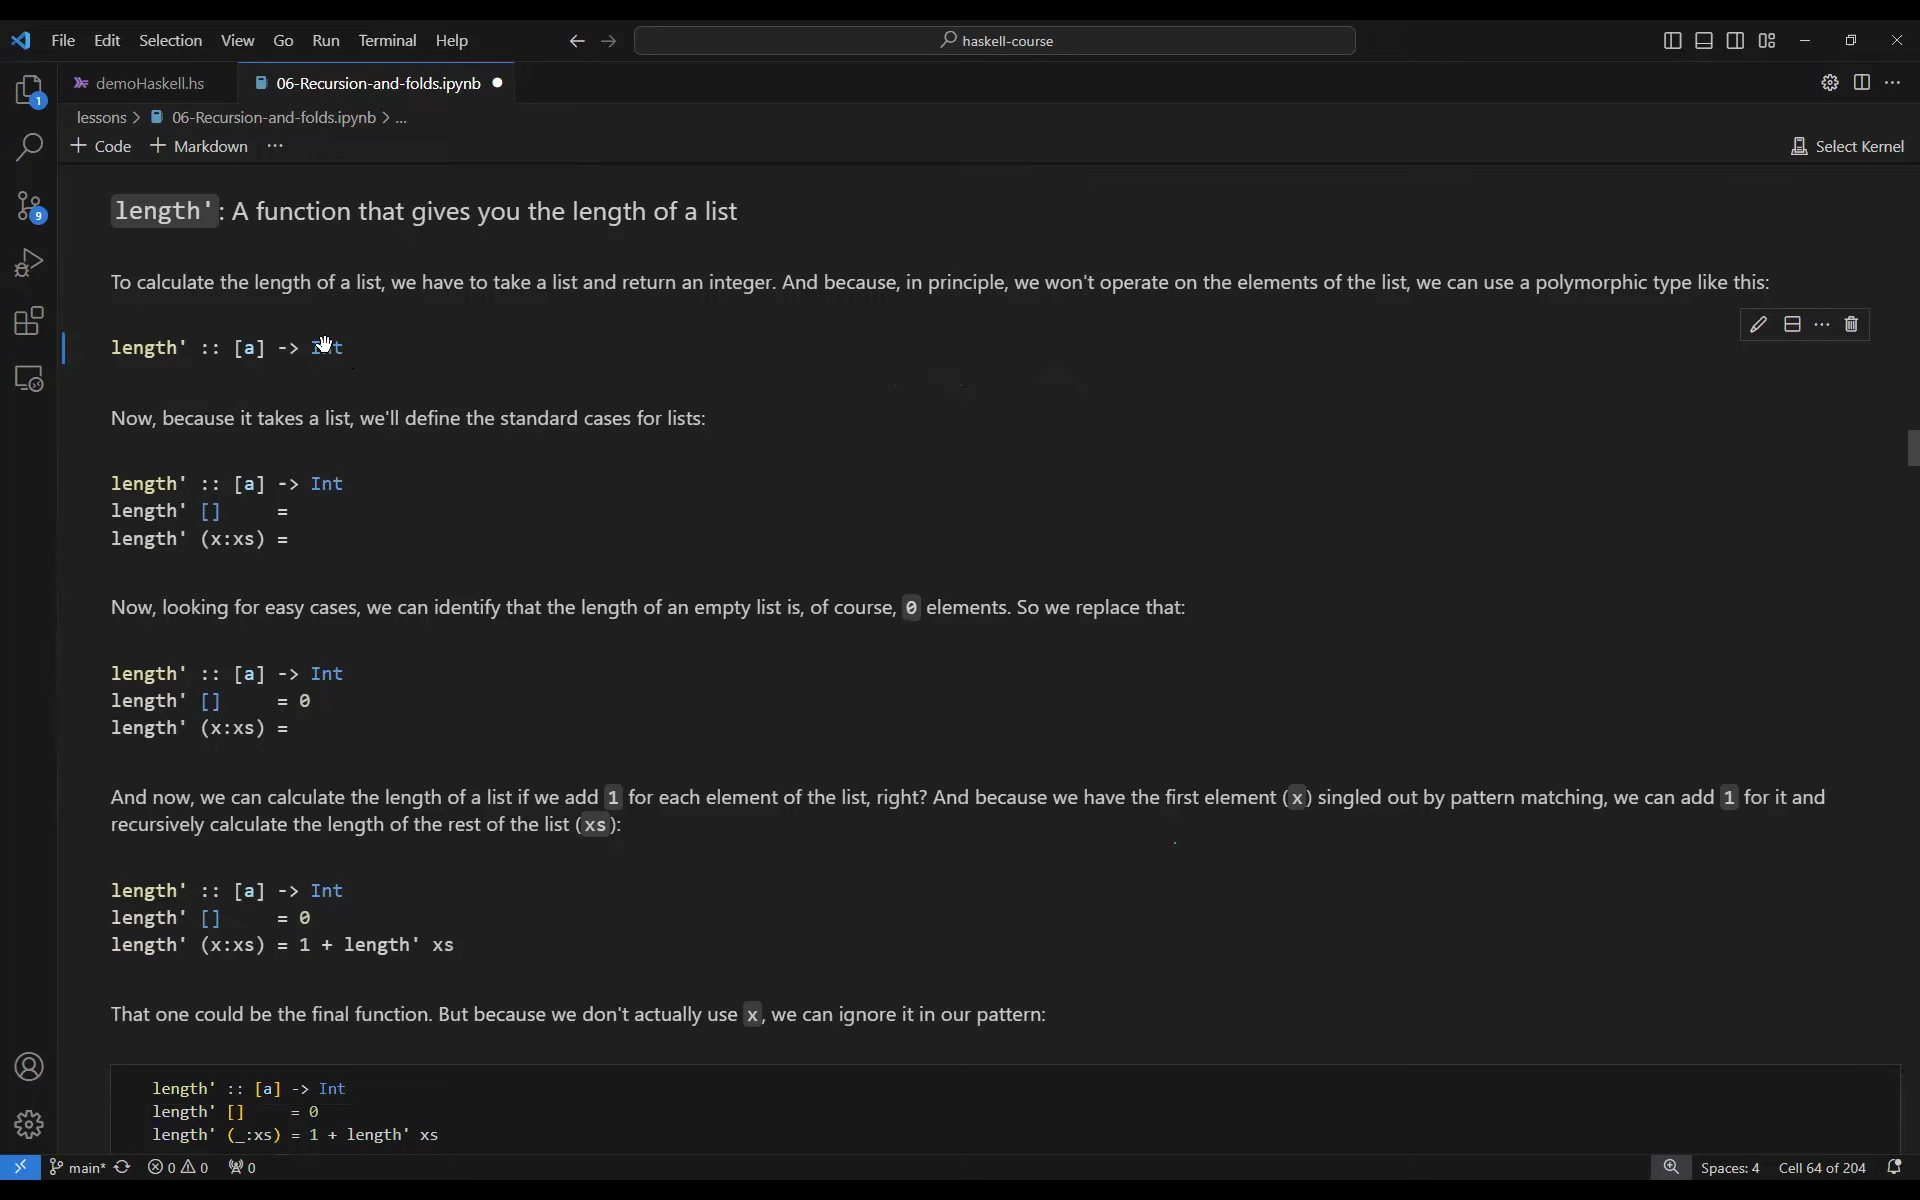 File Edit Selection View Go Run Terminal Help haskell-course
demoHaskell.hs 06-Recursion-and-folds.ipynb
lessons > 06-Recursion-and-folds.ipynb > ...
+ Code + Markdown ... Select Kernel
1
9
length': A function that gives you the length of a list
To calculate the length of a list, we have to take a list and return an integer. And because, in principle, we won't operate on the elements of the list, we can use a polymorphic type like this:
length' :: [a] -> Int
Now, because it takes a list, we'll define the standard cases for lists:
length' :: [a] -> Int
length' []     =
length' (x:xs) =
Now, looking for easy cases, we can identify that the length of an empty list is, of course, 0 elements. So we replace that:
length' :: [a] -> Int
length' []     = 0
length' (x:xs) =
And now, we can calculate the length of a list if we add 1 for each element of the list, right? And because we have the first element (x) singled out by pattern matching, we can add 1 for it and
recursively calculate the length of the rest of the list (xs):
length' :: [a] -> Int
length' []     = 0
length' (x:xs) = 1 + length' xs
That one could be the final function. But because we don't actually use x, we can ignore it in our pattern:
length' :: [a] -> Int
length' []     = 0
length' (_:xs) = 1 + length' xs
main* 0 0 0 Spaces: 4 Cell 64 of 204